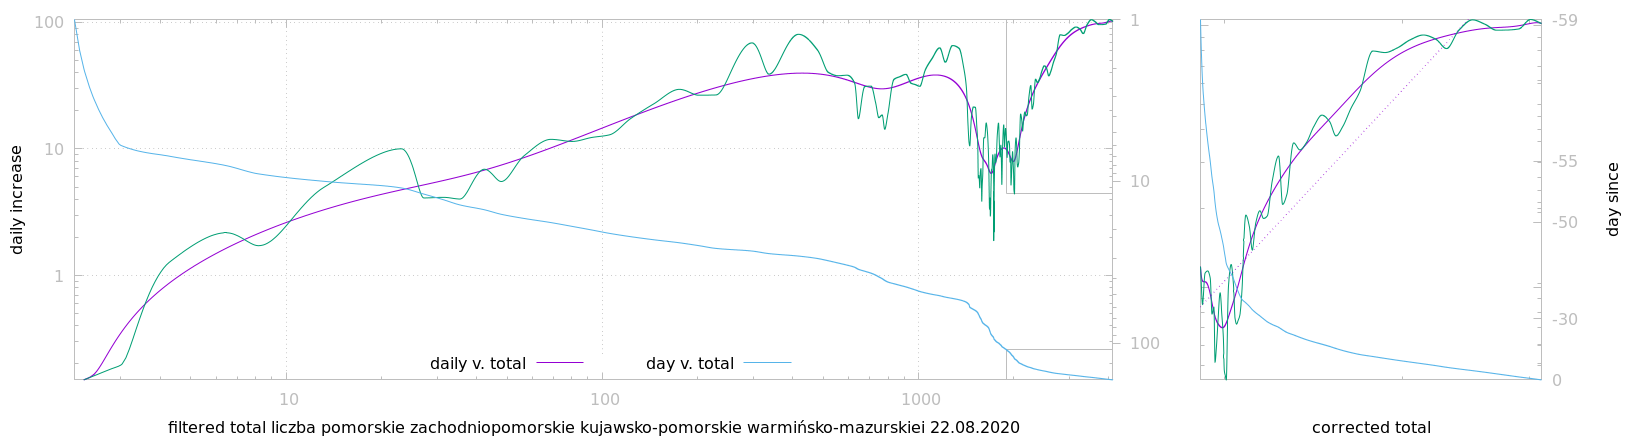 100
10
1
daily increase
daily v. total
day v. total
10
100
1000
1
10
100
filtered total liczba pomorskie zachodniopomorskie kujawsko-pomorskie warmińsko-mazurskiei 22.08.2020
-59
-55
-50
-30
0
day since
corrected total